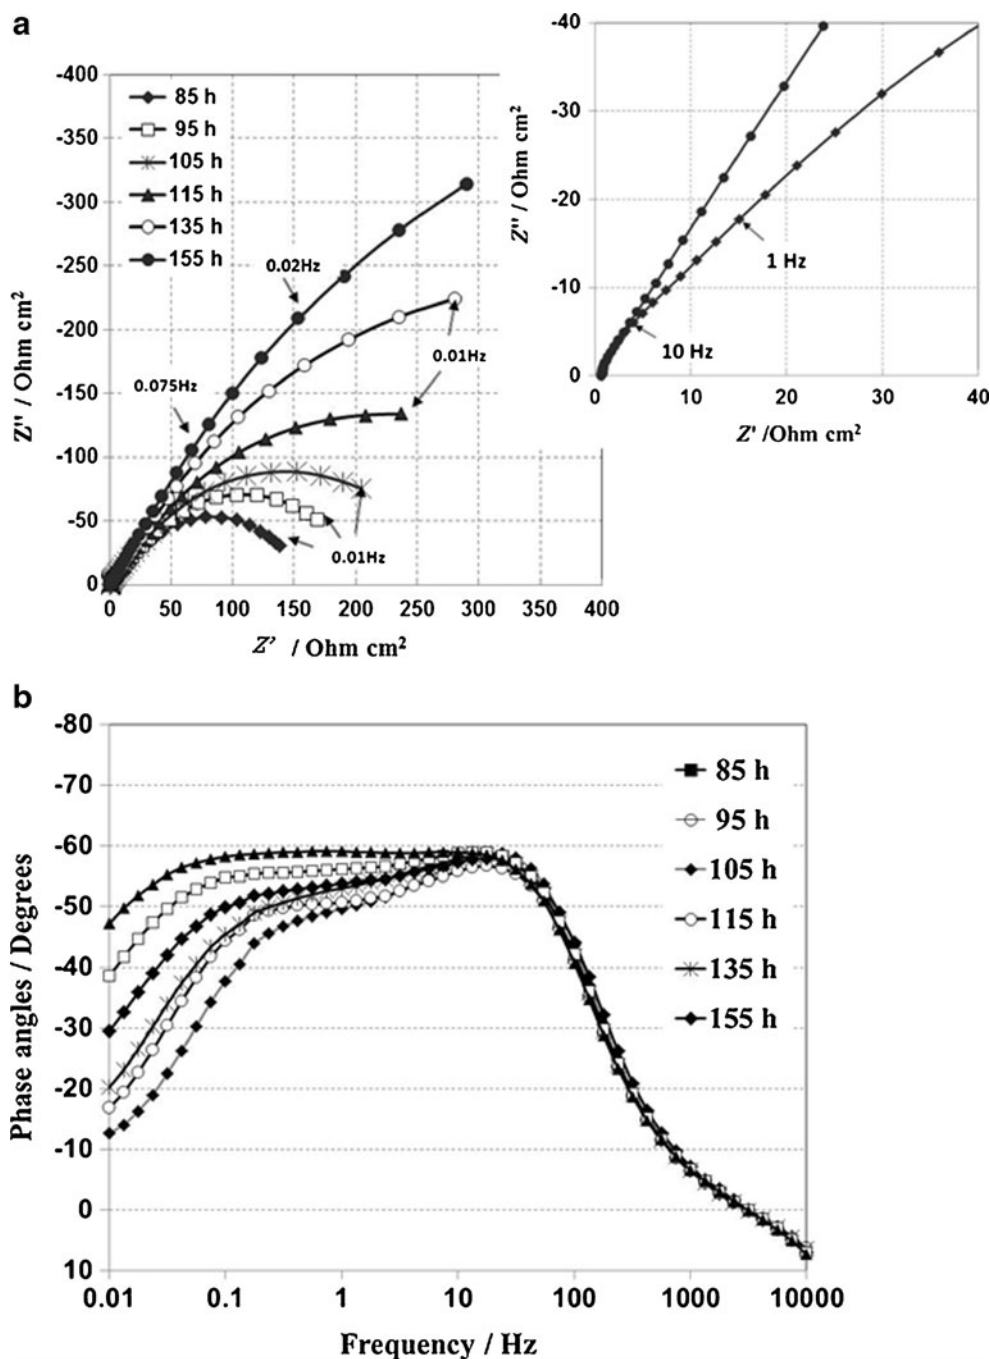 a
-400
-350
-300
-250
-200
-150
-100
-50
0
Z'' / Ohm cm²
85 h
95 h
105 h
115 h
135 h
155 h
0.02Hz
0.075Hz
0.01Hz
0.01Hz
0 50 100 150 200 250 300 350 400
Z' / Ohm cm²
-40
-30
-20
-10
0
Z'' / Ohm cm²
1 Hz
10 Hz
0 10 20 30 40
Z' /Ohm cm²
b
-80
-70
-60
-50
-40
-30
-20
-10
0
10
Phase angles / Degrees
85 h
95 h
105 h
115 h
135 h
155 h
0.01 0.1 1 10 100 1000 10000
Frequency / Hz